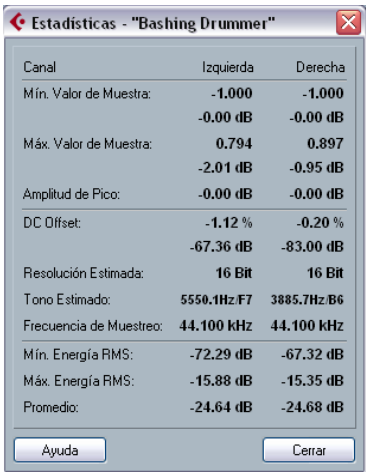 Estadísticas - "Bashing Drummer"
Canal Izquierda Derecha
Mín. Valor de Muestra: -1.000 -1.000
-0.00 dB -0.00 dB
Máx. Valor de Muestra: 0.794 0.897
-2.01 dB -0.95 dB
Amplitud de Pico: -0.00 dB -0.00 dB
DC Offset: -1.12 % -0.20 %
-67.36 dB -83.00 dB
Resolución Estimada: 16 Bit 16 Bit
Tono Estimado: 5550.1Hz/F7 3885.7Hz/B6
Frecuencia de Muestreo: 44.100 kHz 44.100 kHz
Mín. Energía RMS: -72.29 dB -67.32 dB
Máx. Energía RMS: -15.88 dB -15.35 dB
Promedio: -24.64 dB -24.68 dB
Ayuda Cerrar